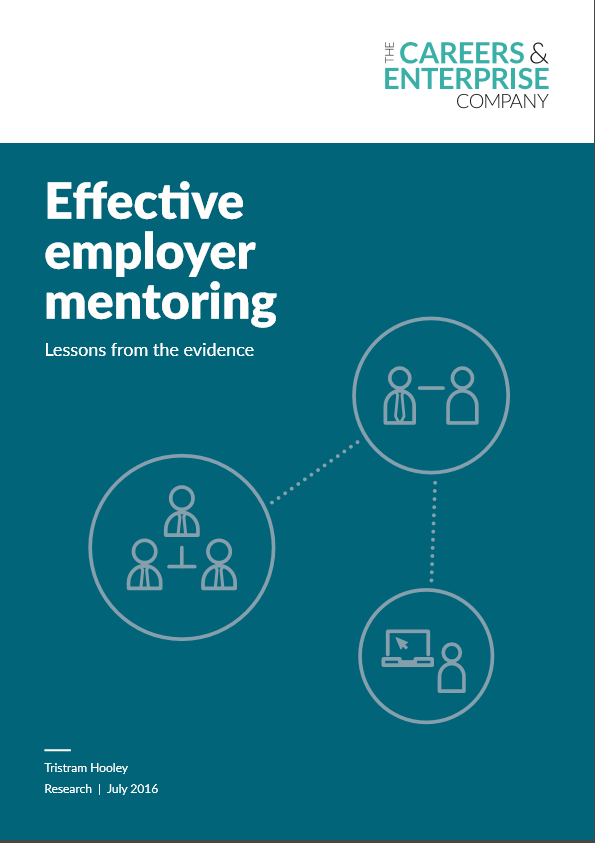 THE CAREERS &
ENTERPRISE
COMPANY
Effective
employer
mentoring
Lessons from the evidence
Tristram Hooley
Research | July 2016